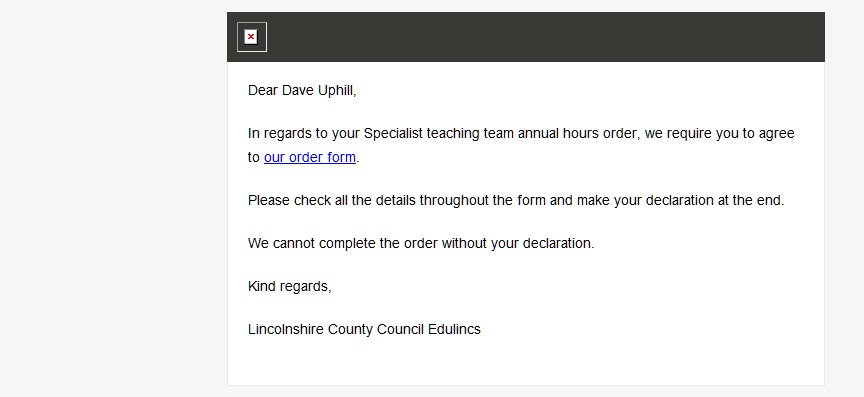 Dear Dave Uphill,
In regards to your Specialist teaching team annual hours order, we require you to agree
to our order form.
Please check all the details throughout the form and make your declaration at the end.
We cannot complete the order without your declaration.
Kind regards,
Lincolnshire County Council Edulincs